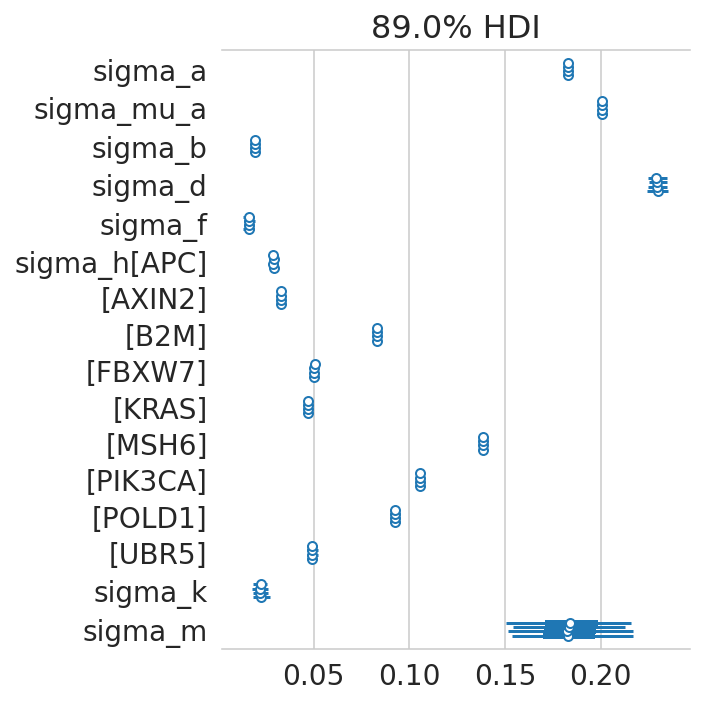 89.0% HDI
sigma_a
sigma_mu_a
sigma_b
sigma_d
sigma_f
sigma_h[APC]
[AXIN2]
[B2M]
[FBXW7]
[KRAS]
[MSH6]
[PIK3CA]
[POLD1]
[UBR5]
sigma_k
sigma_m
0.05 0.10 0.15 0.20